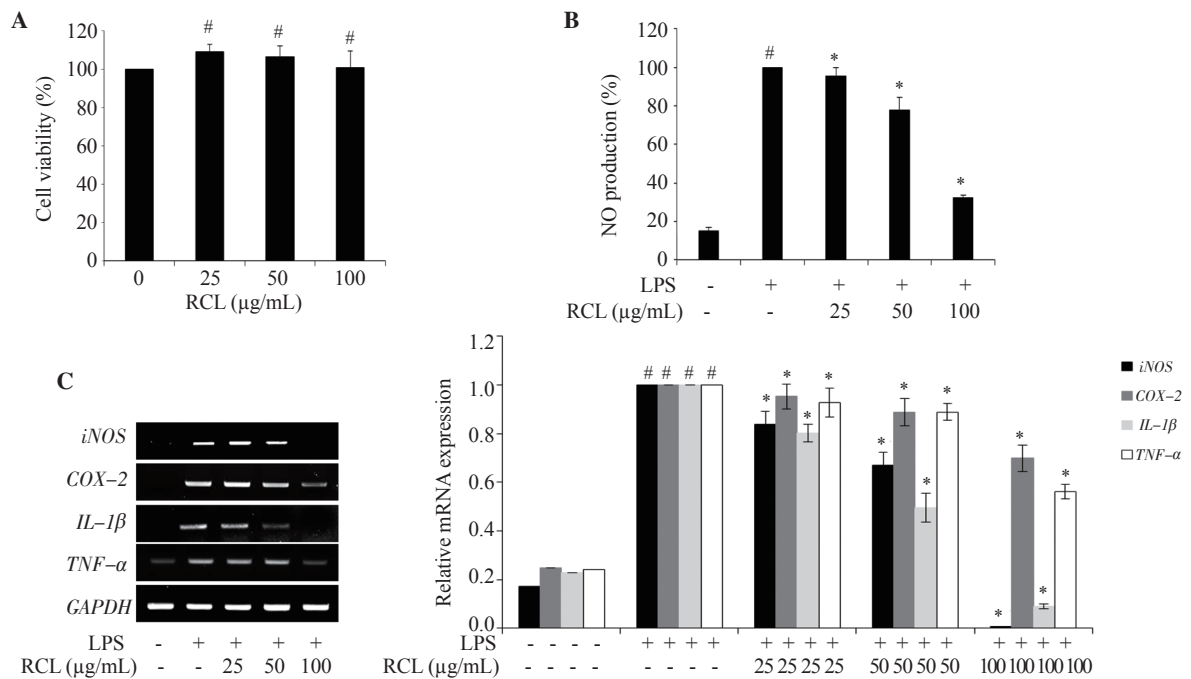 A
Cell viability (%)
120
100
80
60
40
20
0
# # #
0 25 50 100
RCL (µg/mL)
B
NO production (%)
120
100
80
60
40
20
0
# * * *
LPS - + + + +
RCL (µg/mL) - - 25 50 100
C
iNOS
COX-2
IL-1β
TNF-α
GAPDH
LPS - + + + +
RCL (µg/mL) - - 25 50 100
Relative mRNA expression
1.2
1.0
0.8
0.6
0.4
0.2
0.0
# # # # * * * * * * * * * * * *
LPS - - - - + + + + + + + + + + + + + + + +
RCL (µg/mL) - - - - - - - - 25 25 25 25 50 50 50 50 100 100 100 100
iNOS
COX-2
IL-1β
TNF-α